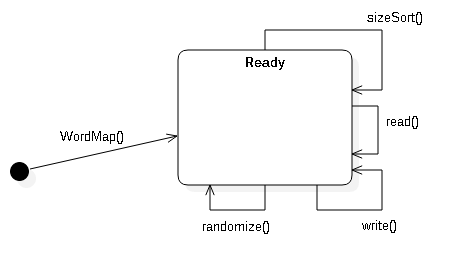 sizeSort()
Ready
read()
WordMap()
randomize()
write()